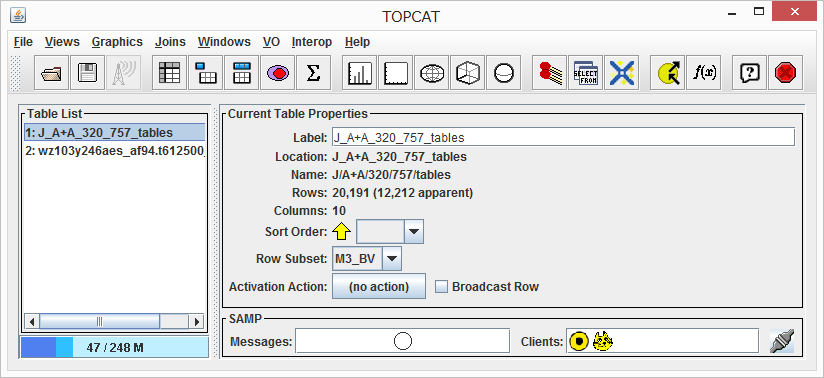 TOPCAT
File Views Graphics Joins Windows VO Interop Help
Σ SELECT FROM f(x) ?
Table List
1: J_A+A_320_757_tables
2: wz103y246aes_af94.t612500_
47 / 248 M
Current Table Properties
Label: J_A+A_320_757_tables
Location: J_A+A_320_757_tables
Name: J/A+A/320/757/tables
Rows: 20,191 (12,212 apparent)
Columns: 10
Sort Order:
Row Subset: M3_BV
Activation Action: (no action) Broadcast Row
SAMP
Messages: Clients: